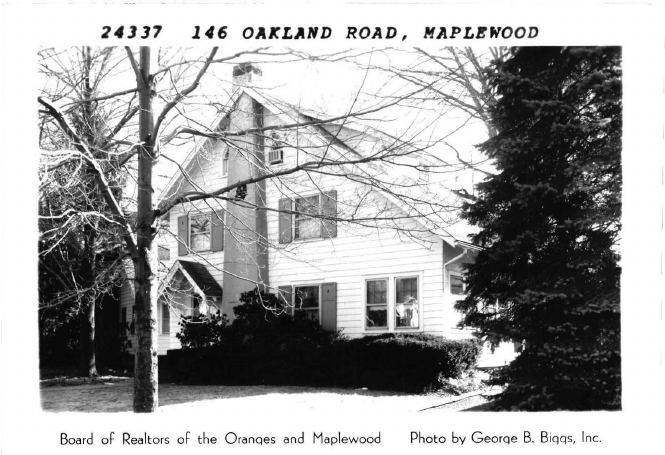 24337 146 OAKLAND ROAD, MAPLEWOOD
Board of Realtors of the Oranges and Maplewood Photo by George B. Biggs, Inc.